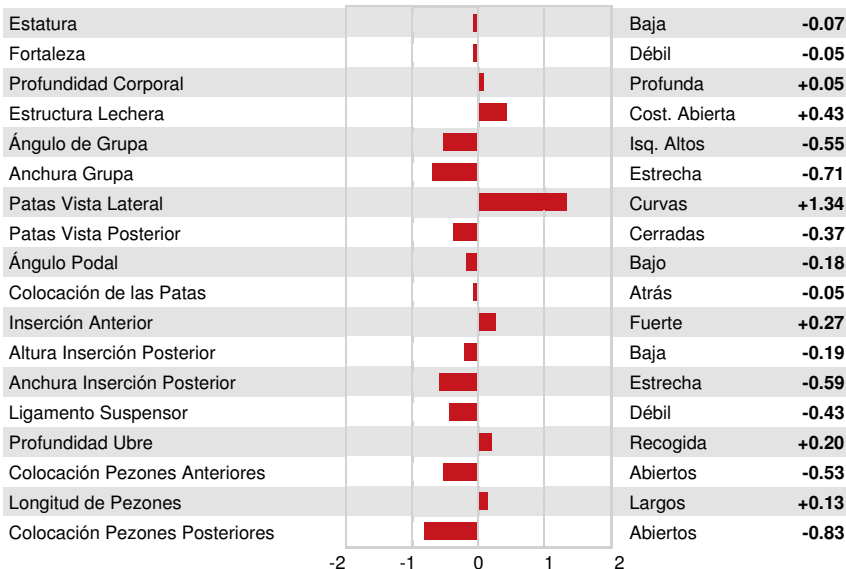 Estatura Baja -0.07
Fortaleza Débil -0.05
Profundidad Corporal Profunda +0.05
Estructura Lechera Cost. Abierta +0.43
Ángulo de Grupa Isq. Altos -0.55
Anchura Grupa Estrecha -0.71
Patas Vista Lateral Curvas +1.34
Patas Vista Posterior Cerradas -0.37
Ángulo Podal Bajo -0.18
Colocación de las Patas Atrás -0.05
Inserción Anterior Fuerte +0.27
Altura Inserción Posterior Baja -0.19
Anchura Inserción Posterior Estrecha -0.59
Ligamento Suspensor Débil -0.43
Profundidad Ubre Recogida +0.20
Colocación Pezones Anteriores Abiertos -0.53
Longitud de Pezones Largos +0.13
Colocación Pezones Posteriores Abiertos -0.83
-2 -1 0 1 2